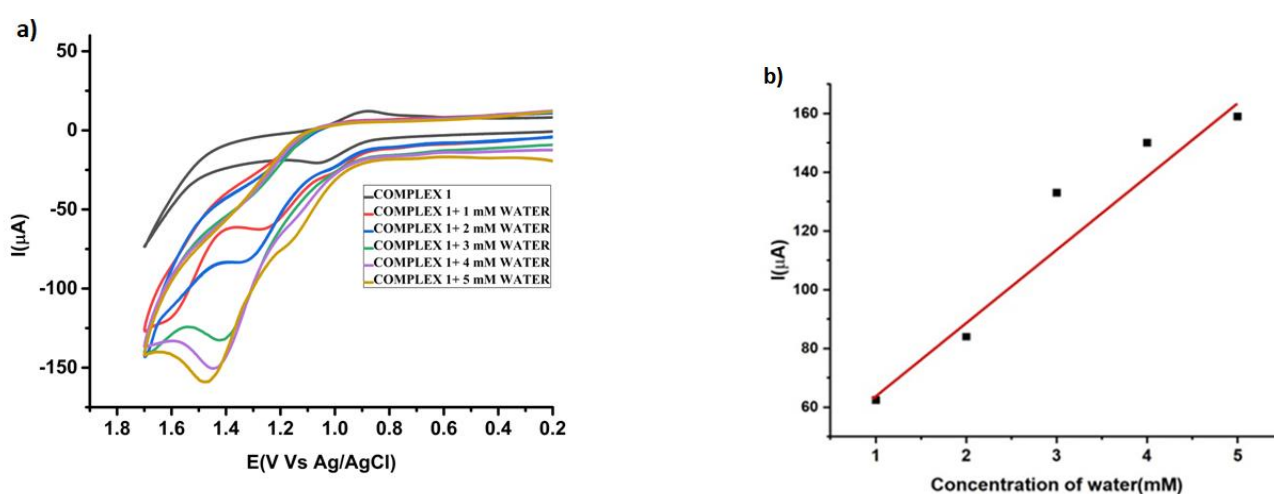 a)
50
0
-50
-100
-150
I(µA)
1.8 1.6 1.4 1.2 1.0 0.8 0.6 0.4 0.2
E(V Vs Ag/AgCl)
COMPLEX 1
COMPLEX 1+ 1 mM WATER
COMPLEX 1+ 2 mM WATER
COMPLEX 1+ 3 mM WATER
COMPLEX 1+ 4 mM WATER
COMPLEX 1+ 5 mM WATER
b)
160
140
120
100
80
60
I(µA)
1 2 3 4 5
Concentration of water(mM)